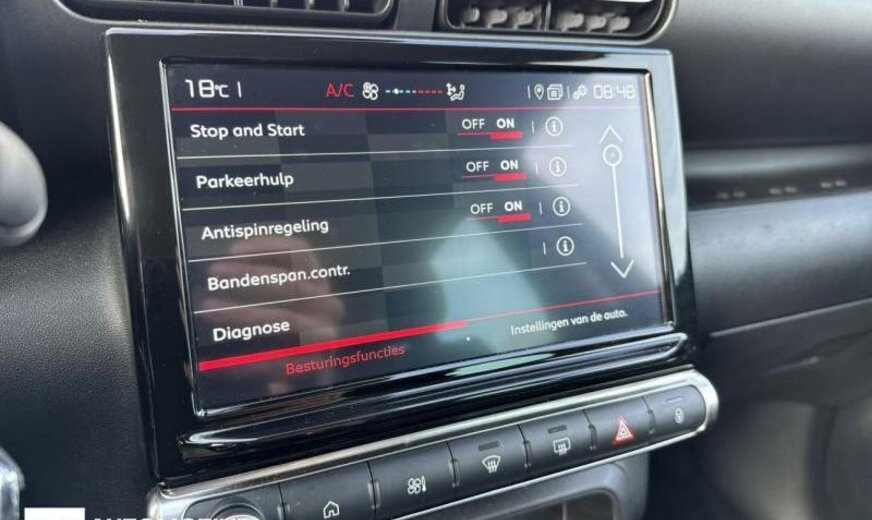 18°C A/C 08:48
Stop and Start OFF ON
Parkeerhulp OFF ON
Antispinregeling OFF ON
Bandenspan.contr.
Diagnose
Besturingsfuncties Instellingen van de auto.